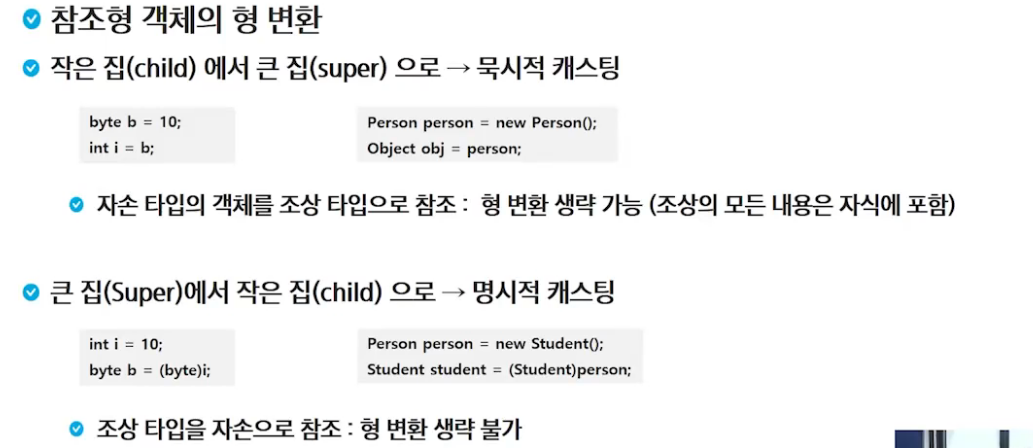 참조형 객체의 형 변환
작은 집(child) 에서 큰 집(super) 으로 → 묵시적 캐스팅
byte b = 10;
int i = b;
Person person = new Person();
Object obj = person;
자손 타입의 객체를 조상 타입으로 참조 : 형 변환 생략 가능 (조상의 모든 내용은 자식에 포함)
큰 집(Super)에서 작은 집(child) 으로 → 명시적 캐스팅
int i = 10;
byte b = (byte)i;
Person person = new Student();
Student student = (Student)person;
조상 타입을 자손으로 참조 : 형 변환 생략 불가